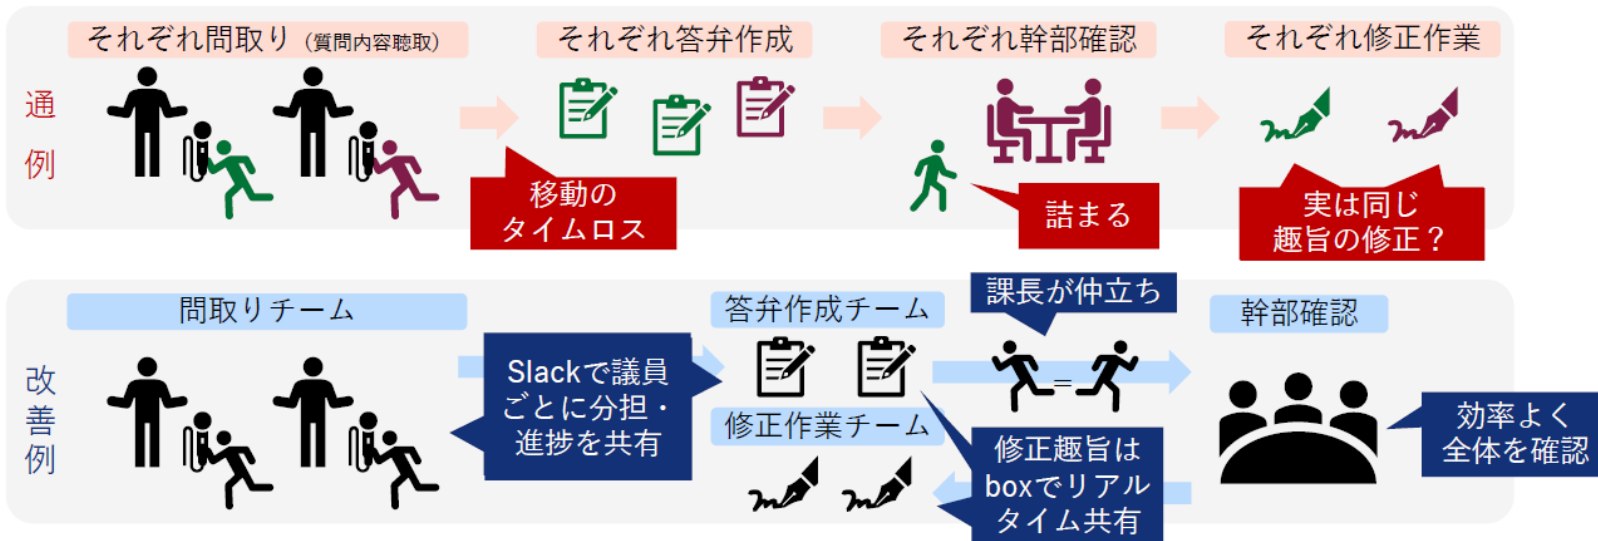 それぞれ問取り（質問内容聴取）
それぞれ答弁作成
それぞれ幹部確認
それぞれ修正作業
通
例
移動の
タイムロス
詰まる
実は同じ
趣旨の修正？
問取りチーム
答弁作成チーム
課長が仲立ち
幹部確認
改
善
例
Slackで議員
ごとに分担・
進捗を共有
=
修正作業チーム
修正趣旨は
boxでリアル
タイム共有
効率よく
全体を確認